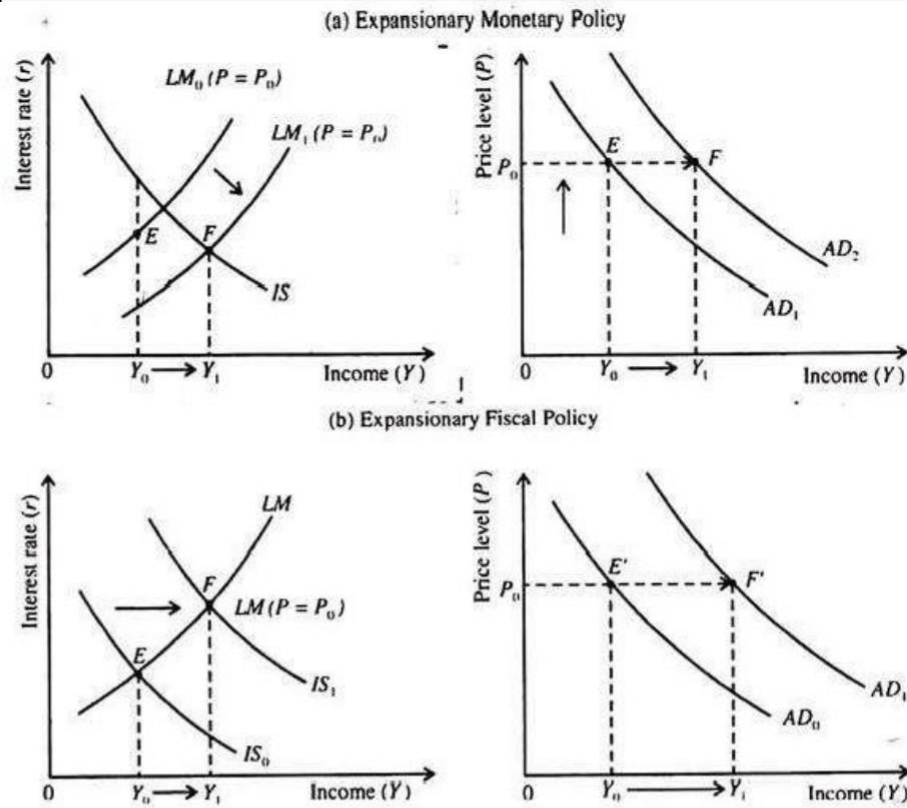 (a) Expansionary Monetary Policy
Interest rate (r)
LM₀ (P = P₀)
LM₁ (P = P₀)
E
F
IS
0
Y₀
Y₁
Income (Y)
Price level (P)
P₀
E
F
AD₂
AD₁
0
Y₀
Y₁
Income (Y)
(b) Expansionary Fiscal Policy
Interest rate (r)
LM
F
LM (P = P₀)
E
IS₁
IS₀
0
Y₀
Y₁
Income (Y)
Price level (P)
P₀
E'
F'
AD₁
AD₀
0
Y₀
Y₁
Income (Y)